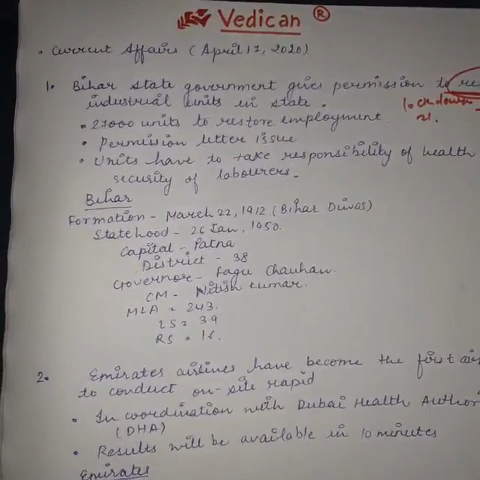 Vedican ®
• Current Affairs (April 17, 2020)
1. Bihar state government gives permission to
industrial units in state.
• 27000 units to restore employment.
• Permission letter issue
• Units have to take responsibility of health
security of labourers.
Bihar
Formation - March 22, 1912 (Bihar Diwas)
Statehood - 26 Jan, 1950.
Capital - Patna
District - 38
Governor - Fagu Chauhan.
CM - Nitish Kumar.
MLA = 243.
LS = 39
RS = 16.
2. Emirates airlines have become the first air
to conduct on-site rapid
• In coordination with Dubai Health Author
(DHA)
• Results will be available in 10 minutes
Emirates